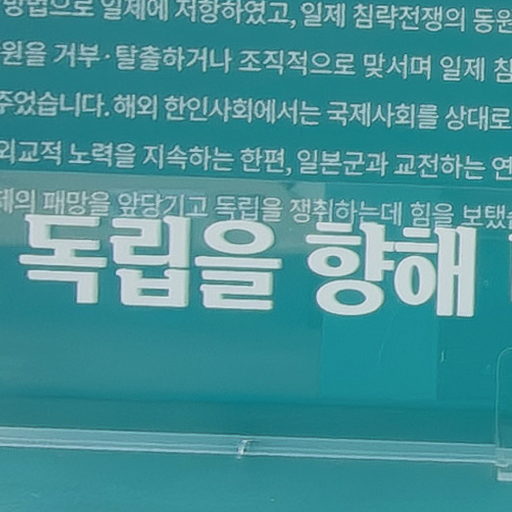 방법으로 일제에 저항하였고, 일제 침략전쟁의 동원
원을 거부·탈출하거나 조직적으로 맞서며 일제 침
주었습니다. 해외 한인사회에서는 국제사회를 상대로
외교적 노력을 지속하는 한편, 일본군과 교전하는 연
제의 패망을 앞당기고 독립을 쟁취하는데 힘을 보탰습
독립을 향해